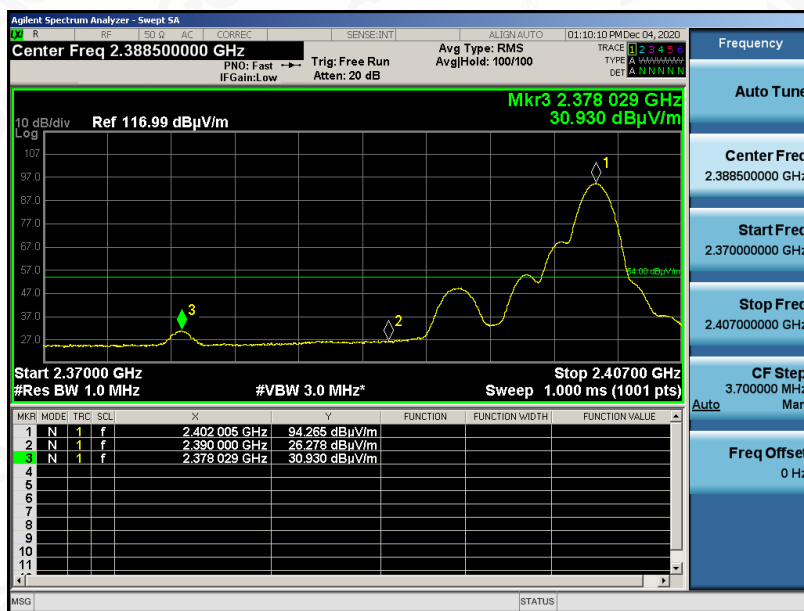 Agilent Spectrum Analyzer - Swept SA
LXI R RF 50 Ω AC CORREC SENSE:INT ALIGN AUTO 01:10:10 PM Dec 04, 2020
Center Freq 2.388500000 GHz
PNO: Fast
IFGain:Low
Trig: Free Run
Atten: 20 dB
Avg Type: RMS
Avg|Hold: 100/100
TRACE 1 2 3 4 5 6
TYPE A WWWWW
DET A N N N N N
Mkr3 2.378 029 GHz
30.930 dBµV/m
10 dB/div Ref 116.99 dBµV/m
Log
107
97.0
87.0
77.0
67.0
57.0
47.0
37.0
27.0
1
2
3
54.00 dBµV/m
Start 2.37000 GHz Stop 2.40700 GHz
#Res BW 1.0 MHz #VBW 3.0 MHz* Sweep 1.000 ms (1001 pts)
MKR MODE TRC SCL X Y FUNCTION FUNCTION WIDTH FUNCTION VALUE
1 N 1 f 2.402 005 GHz 94.265 dBµV/m
2 N 1 f 2.390 000 GHz 26.278 dBµV/m
3 N 1 f 2.378 029 GHz 30.930 dBµV/m
4
5
6
7
8
9
10
11
MSG STATUS
Frequency
Auto Tune
Center Freq
2.388500000 GHz
Start Freq
2.370000000 GHz
Stop Freq
2.407000000 GHz
CF Step
3.700000 MHz
Auto Man
Freq Offset
0 Hz